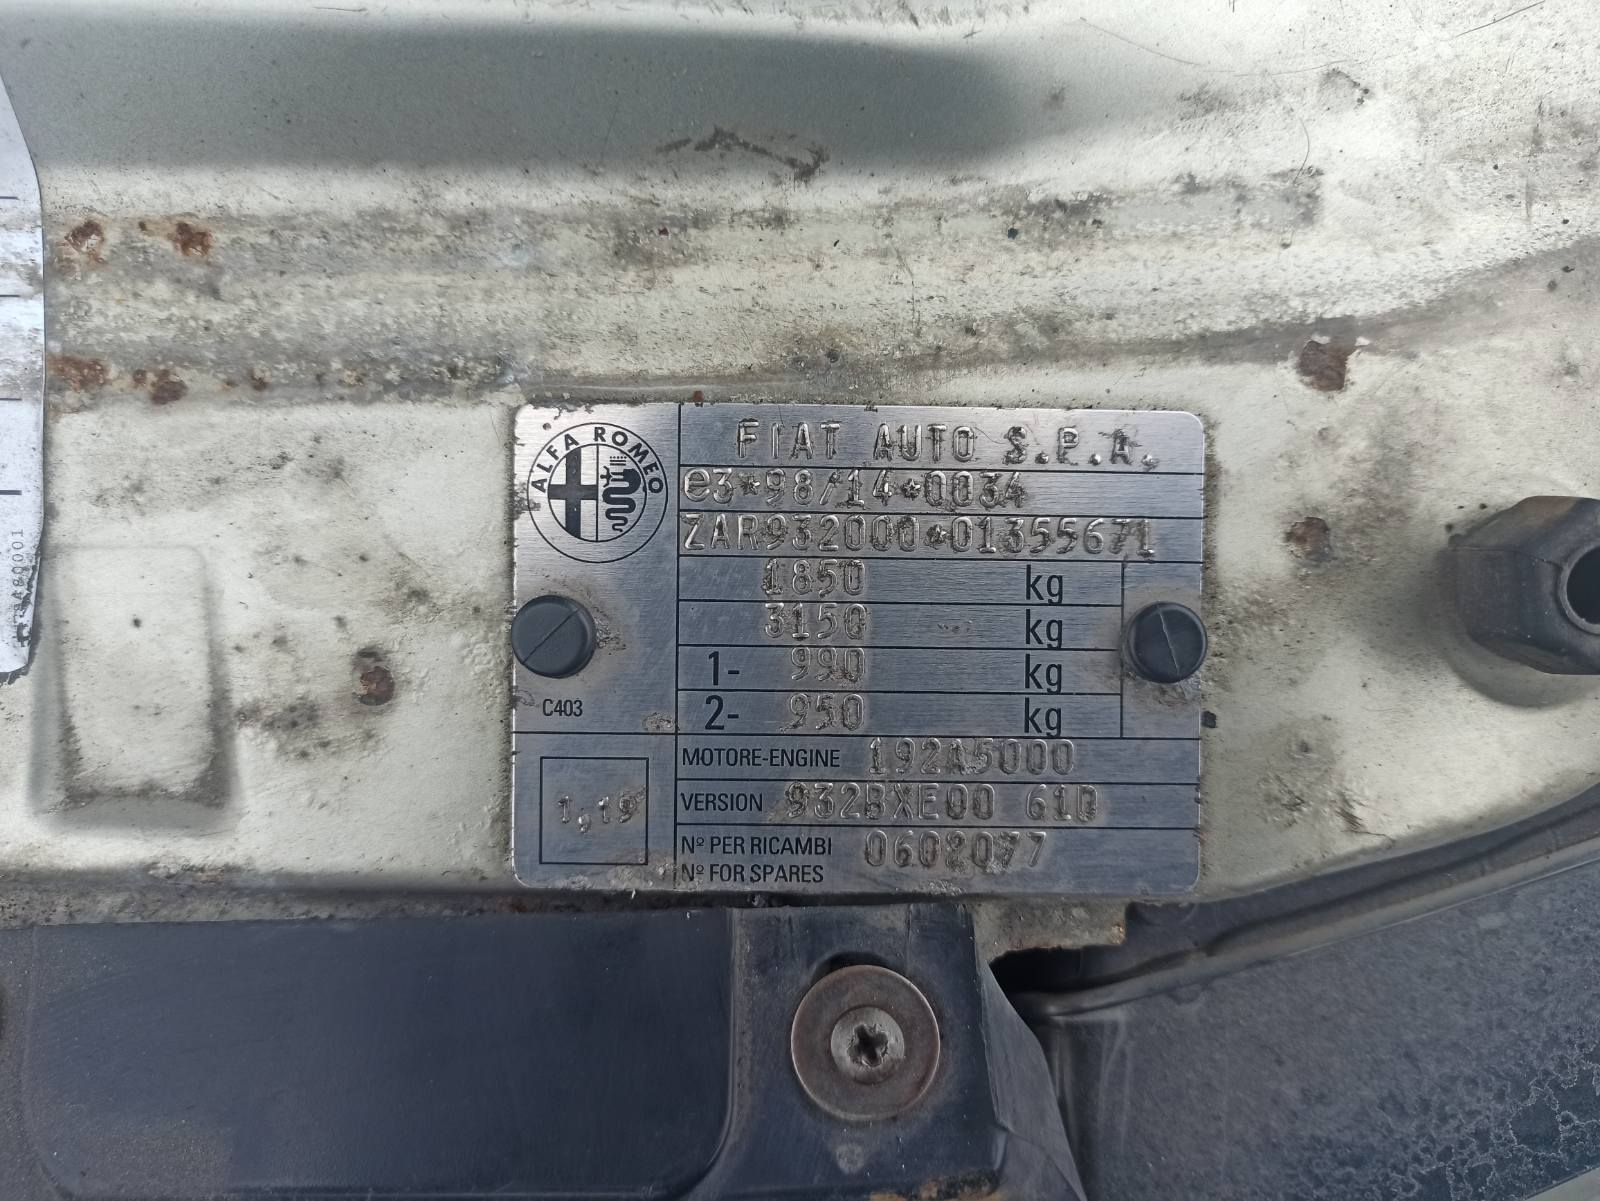 ALFA ROMEO
FIAT AUTO S.P.A.
e3*98/14*0034
ZAR932000*01355671
1850 kg
3150 kg
1- 990 kg
2- 950 kg
C403
MOTORE-ENGINE 192A5000
1,19
VERSION 932BXE00 61D
Nº PER RICAMBI 0602077
Nº FOR SPARES